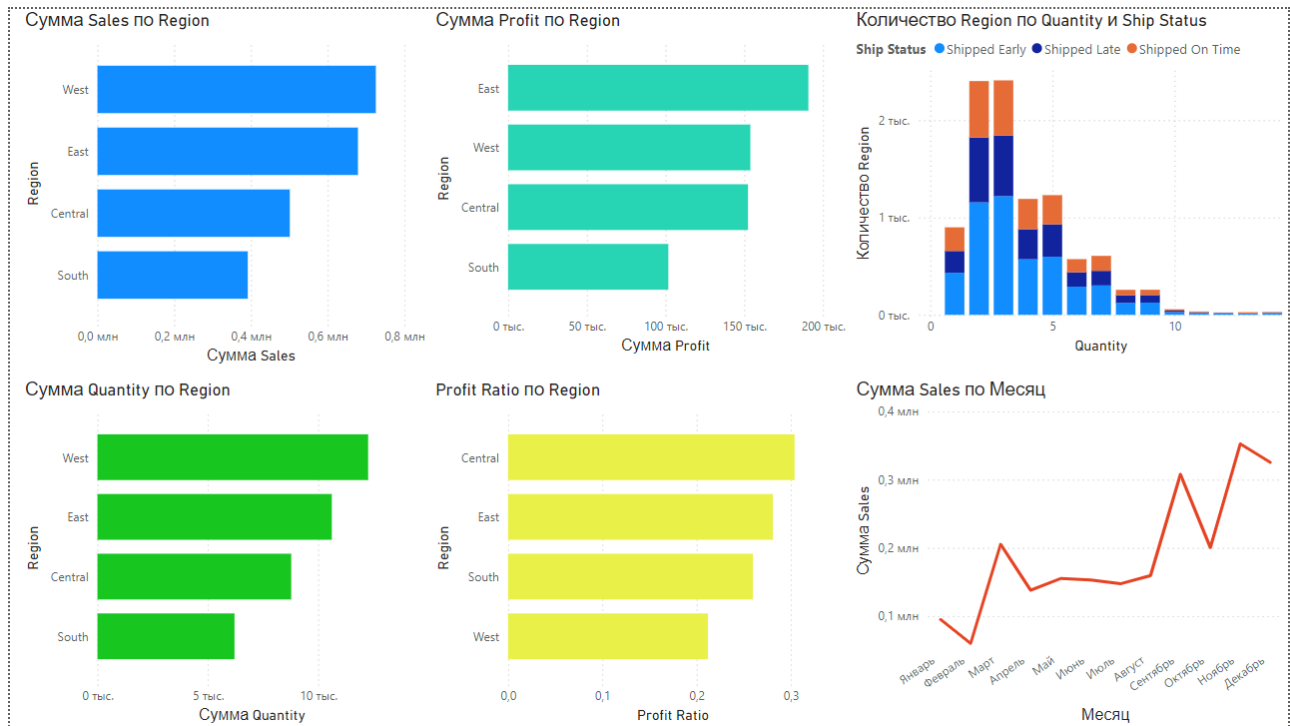 Сумма Sales по Region
Region
West
East
Central
South
0,0 млн 0,2 млн 0,4 млн 0,6 млн 0,8 млн
Сумма Sales
Сумма Profit по Region
Region
East
West
Central
South
0 тыс. 50 тыс. 100 тыс. 150 тыс. 200 тыс.
Сумма Profit
Количество Region по Quantity и Ship Status
Ship Status Shipped Early Shipped Late Shipped On Time
Количество Region
2 тыс.
1 тыс.
0 тыс.
0 5 10
Quantity
Сумма Quantity по Region
Region
West
East
Central
South
0 тыс. 5 тыс. 10 тыс.
Сумма Quantity
Profit Ratio по Region
Region
Central
East
South
West
0,0 0,1 0,2 0,3
Profit Ratio
Сумма Sales по Месяц
Сумма Sales
0,4 млн
0,3 млн
0,2 млн
0,1 млн
Январь Февраль Март Апрель Май Июнь Июль Август Сентябрь Октябрь Ноябрь Декабрь
Месяц